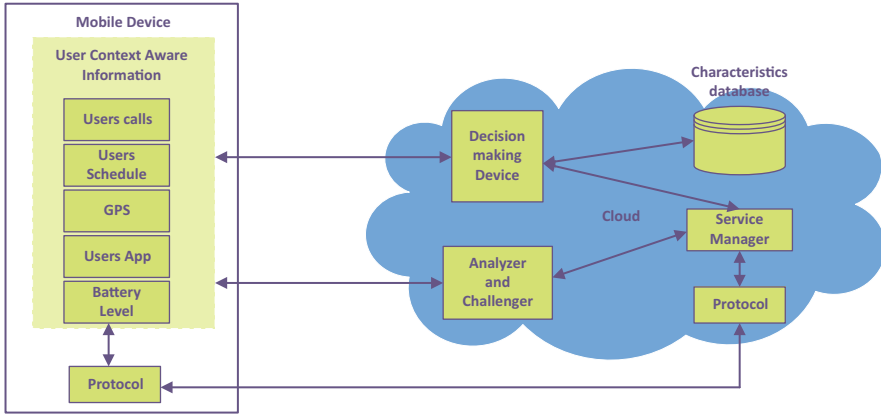 Mobile Device
User Context Aware
Information
Users calls
Users
Schedule
GPS
Users App
Battery
Level
Protocol
Decision
making
Device
Characteristics
database
Cloud
Service
Manager
Analyzer
and
Challenger
Protocol